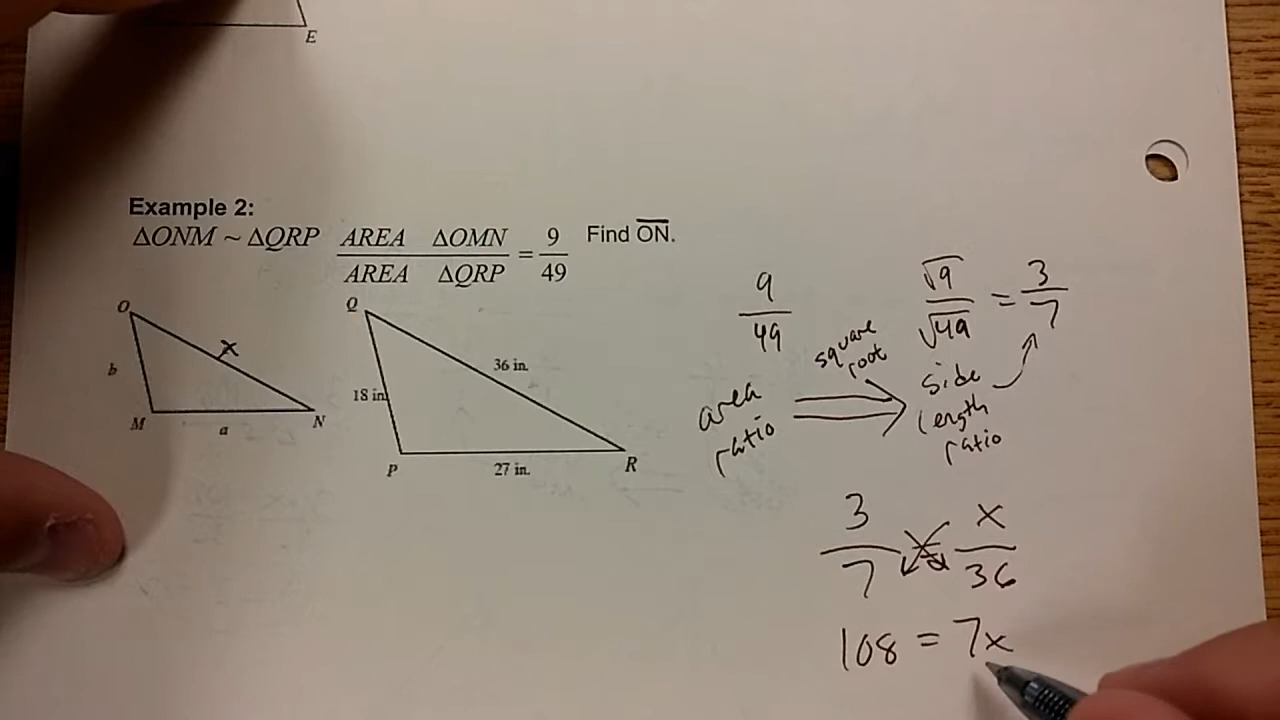 E
Example 2:
ΔONM ~ ΔQRP AREA ΔOMN / AREA ΔQRP = 9/49 Find ON.
O
x
b
M
a
N
Q
36 in.
18 in.
P
27 in.
R
9/49
area
ratio
square
root
√9/√49 = 3/7
side
length
ratio
3/7 x/36
108 = 7x